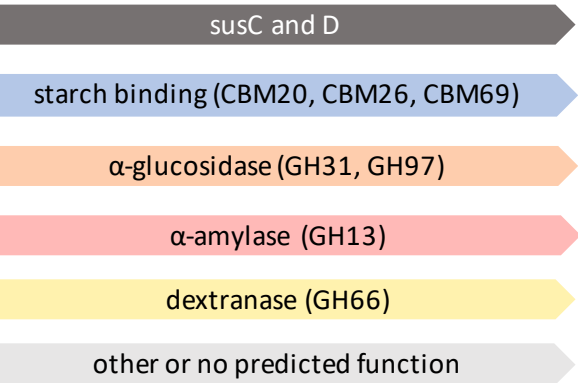 susC and D
starch binding (CBM20, CBM26, CBM69)
α-glucosidase (GH31, GH97)
α-amylase (GH13)
dextranase (GH66)
other or no predicted function